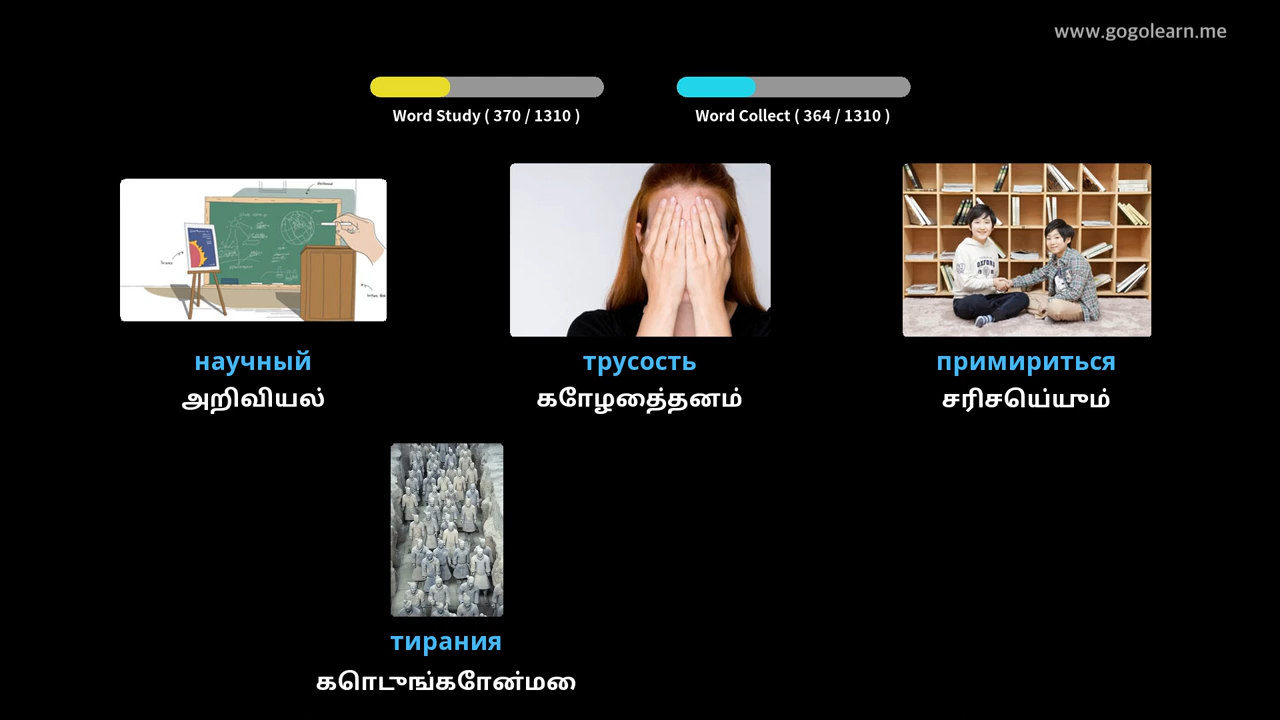 www.gogolearn.me
Word Study ( 370 / 1310 )
Word Collect ( 364 / 1310 )
научный
அறிவியல்
трусость
கோழைத்தனம்
примириться
சரிசெய்யும்
тирания
கொடுங்கோன்மை